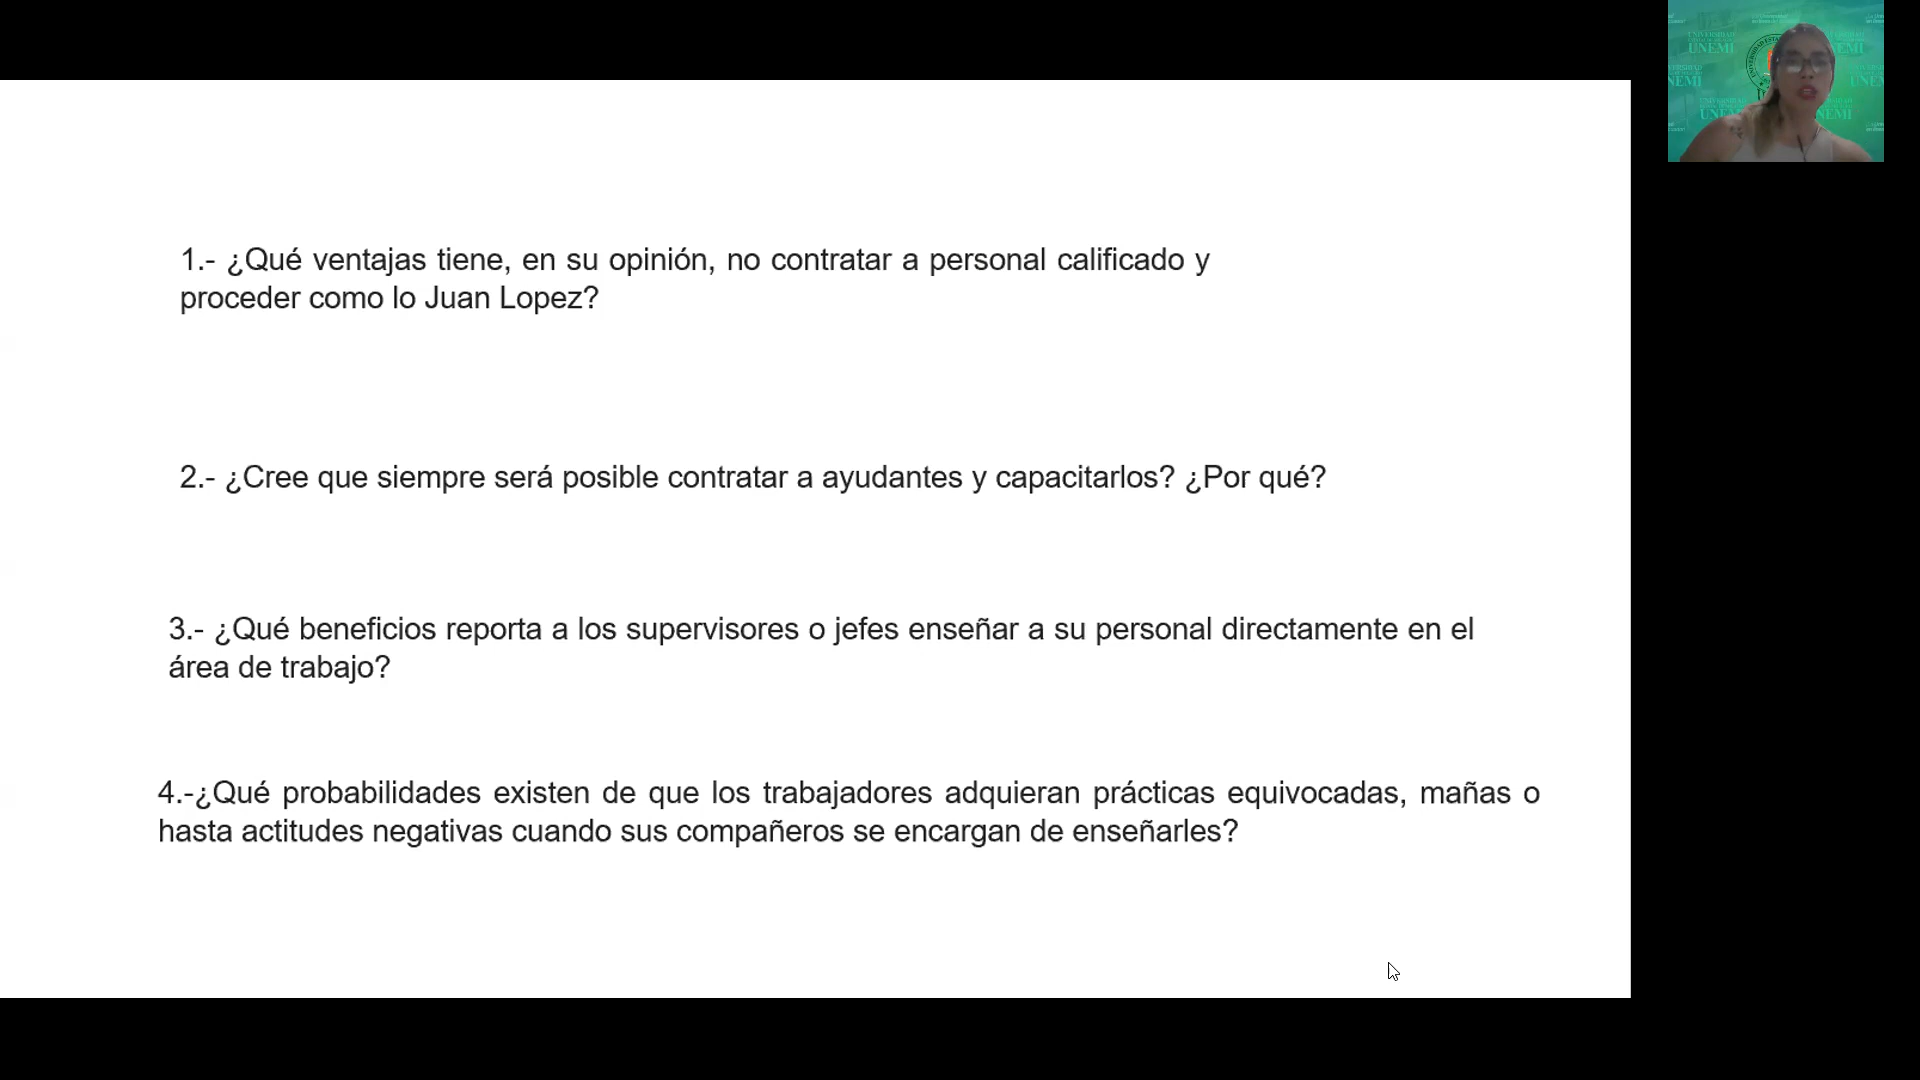 1.- ¿Qué ventajas tiene, en su opinión, no contratar a personal calificado y
proceder como lo Juan Lopez?
2.- ¿Cree que siempre será posible contratar a ayudantes y capacitarlos? ¿Por qué?
3.- ¿Qué beneficios reporta a los supervisores o jefes enseñar a su personal directamente en el
área de trabajo?
4.-¿Qué probabilidades existen de que los trabajadores adquieran prácticas equivocadas, mañas o
hasta actitudes negativas cuando sus compañeros se encargan de enseñarles?
UNIVERSIDAD
UNEMI